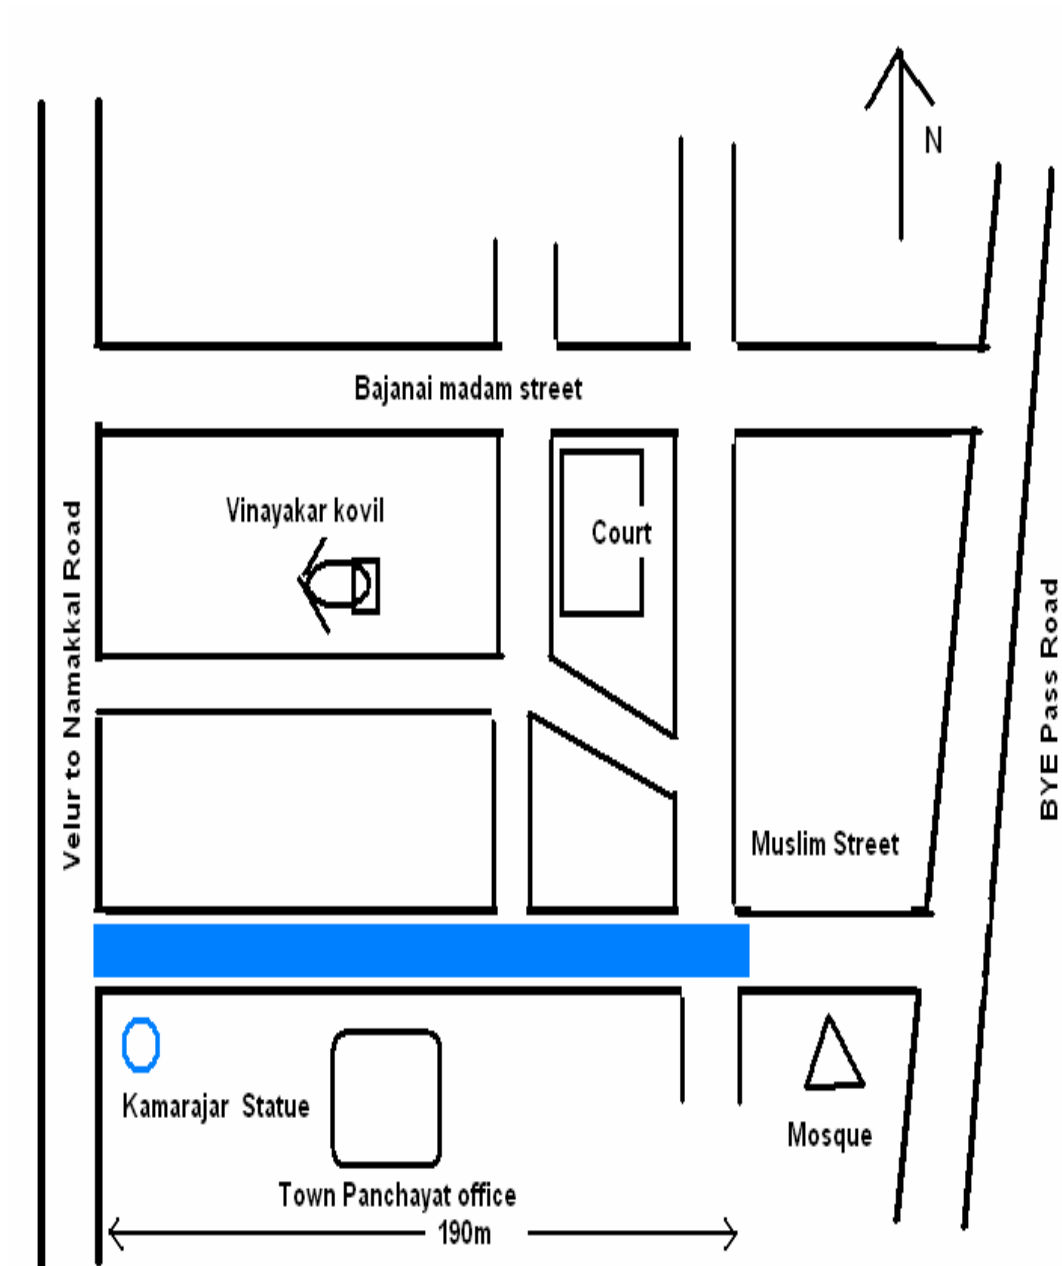 N
Bajanai madam street
Vinayakar kovil
Court
Velur to Namakkal Road
BYE Pass Road
Muslim Street
Kamarajar Statue
Mosque
Town Panchayat office
190m